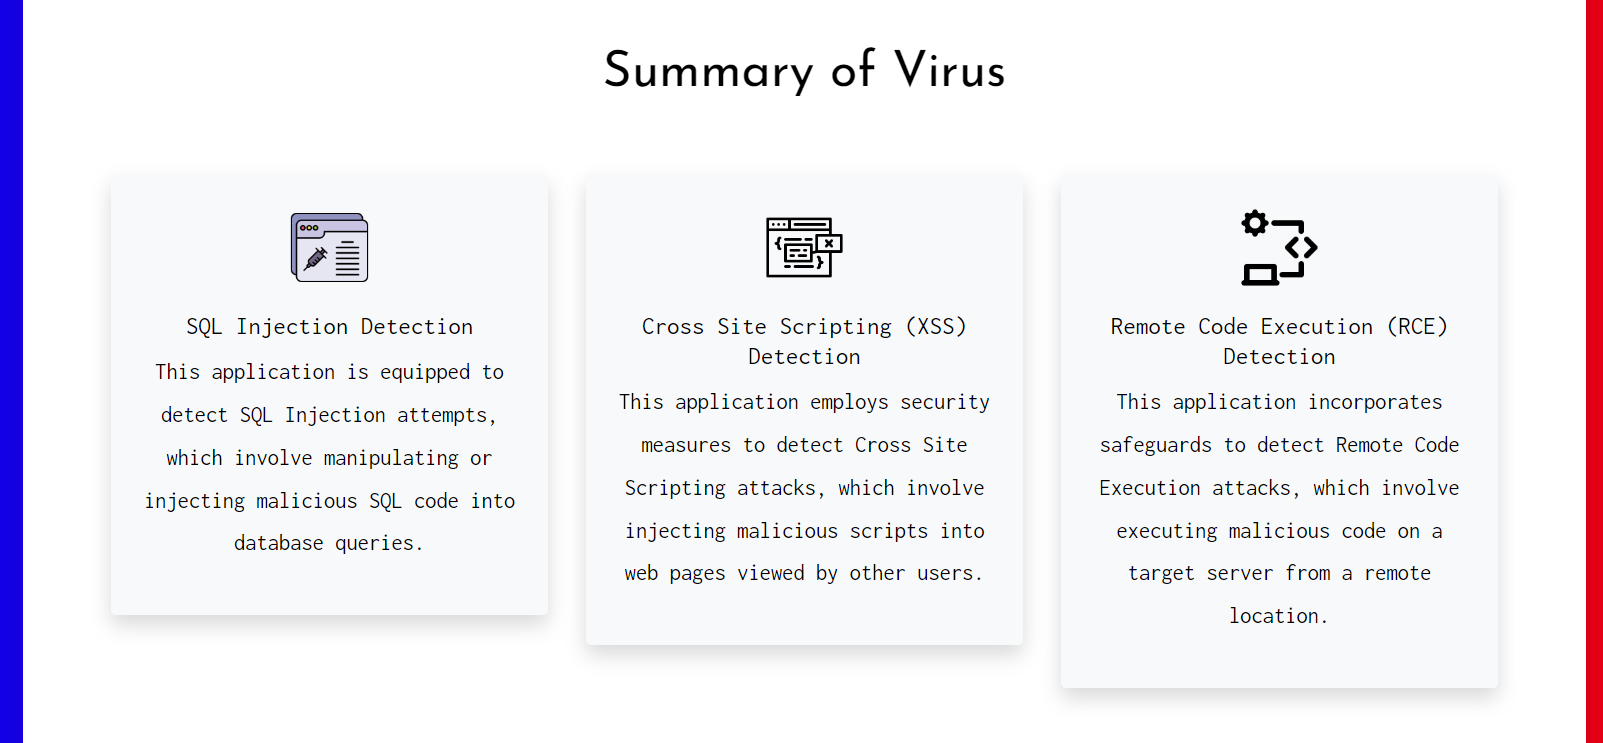 Summary of Virus
SQL Injection Detection
This application is equipped to
detect SQL Injection attempts,
which involve manipulating or
injecting malicious SQL code into
database queries.
Cross Site Scripting (XSS)
Detection
This application employs security
measures to detect Cross Site
Scripting attacks, which involve
injecting malicious scripts into
web pages viewed by other users.
Remote Code Execution (RCE)
Detection
This application incorporates
safeguards to detect Remote Code
Execution attacks, which involve
executing malicious code on a
target server from a remote
location.